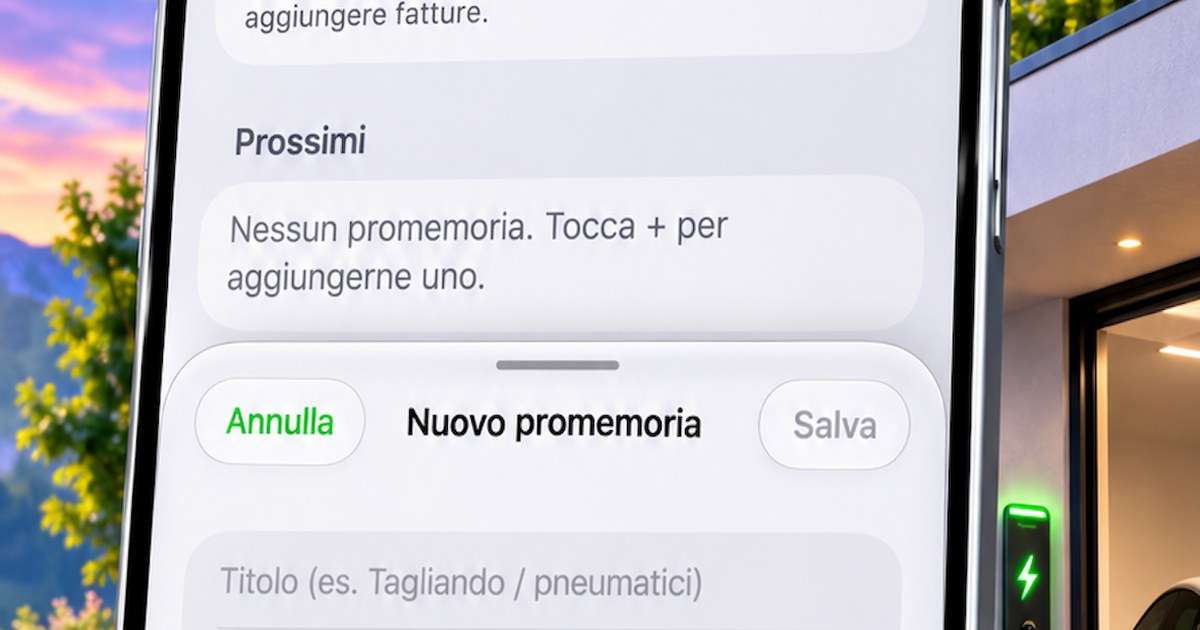 aggiungere fatture.
Prossimi
Nessun promemoria. Tocca + per
aggiungerne uno.
Annulla
Nuovo promemoria
Salva
Titolo (es. Tagliando / pneumatici)